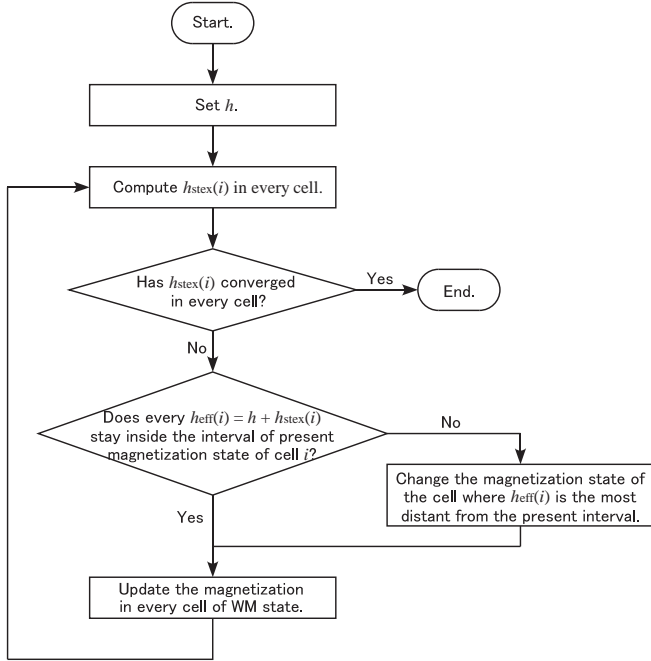 Start.
Set h.
Compute hstex(i) in every cell.
Has hstex(i) converged
in every cell?
Yes
End.
No
Does every heff(i) = h + hstex(i)
stay inside the interval of present
magnetization state of cell i?
No
Change the magnetization state of
the cell where heff(i) is the most
distant from the present interval.
Yes
Update the magnetization
in every cell of WM state.